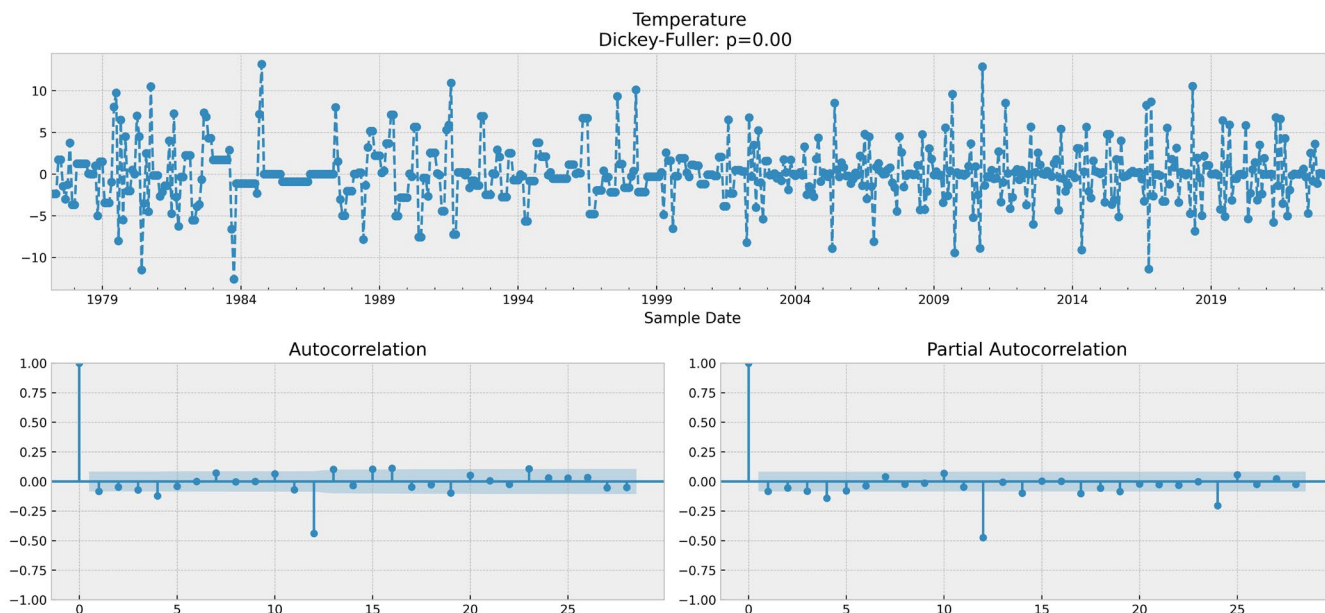 Temperature
Dickey-Fuller: p=0.00
10
5
0
−5
−10
1979 1984 1989 1994 1999 2004 2009 2014 2019
Sample Date
Autocorrelation
1.00
0.75
0.50
0.25
0.00
−0.25
−0.50
−0.75
−1.00
0 5 10 15 20 25
Partial Autocorrelation
1.00
0.75
0.50
0.25
0.00
−0.25
−0.50
−0.75
−1.00
0 5 10 15 20 25